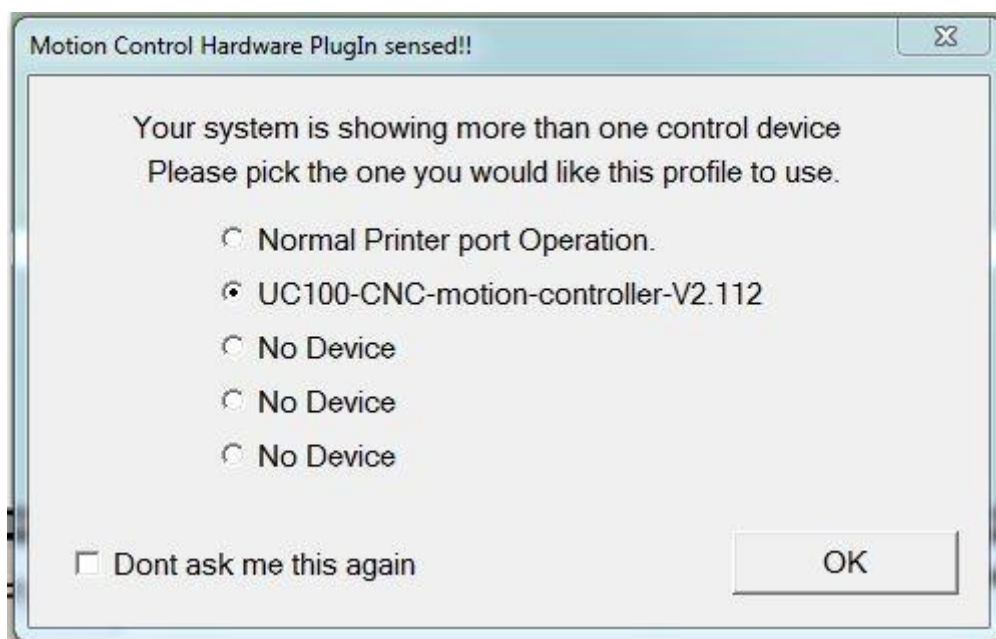 Motion Control Hardware PlugIn sensed!!
Your system is showing more than one control device
Please pick the one you would like this profile to use.
Normal Printer port Operation.
UC100-CNC-motion-controller-V2.112
No Device
No Device
No Device
Dont ask me this again
OK